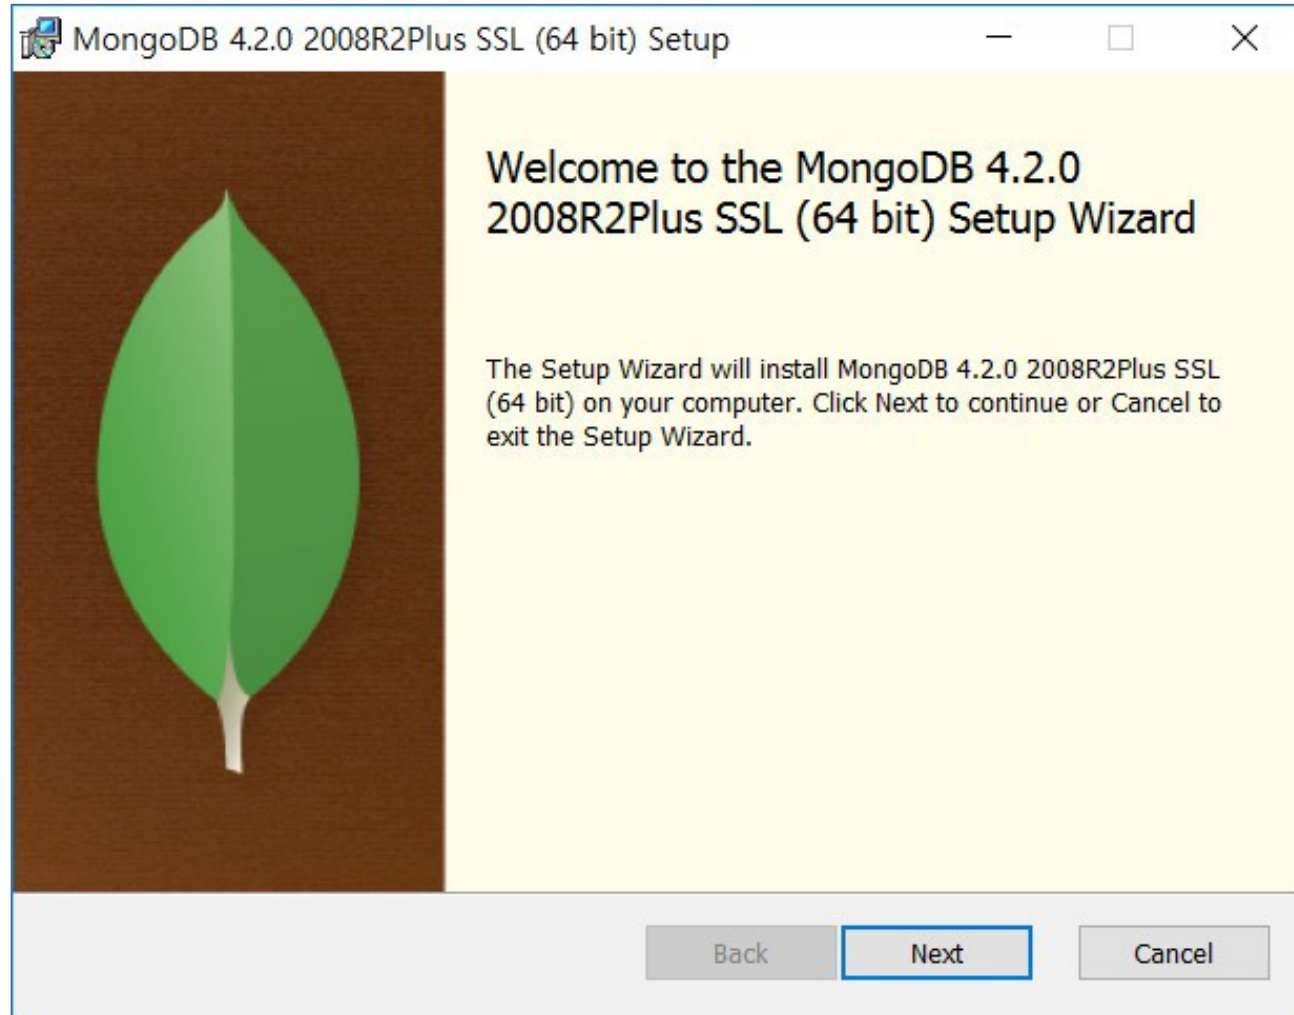 MongoDB 4.2.0 2008R2Plus SSL (64 bit) Setup
Welcome to the MongoDB 4.2.0
2008R2Plus SSL (64 bit) Setup Wizard
The Setup Wizard will install MongoDB 4.2.0 2008R2Plus SSL
(64 bit) on your computer. Click Next to continue or Cancel to
exit the Setup Wizard.
Back Next Cancel